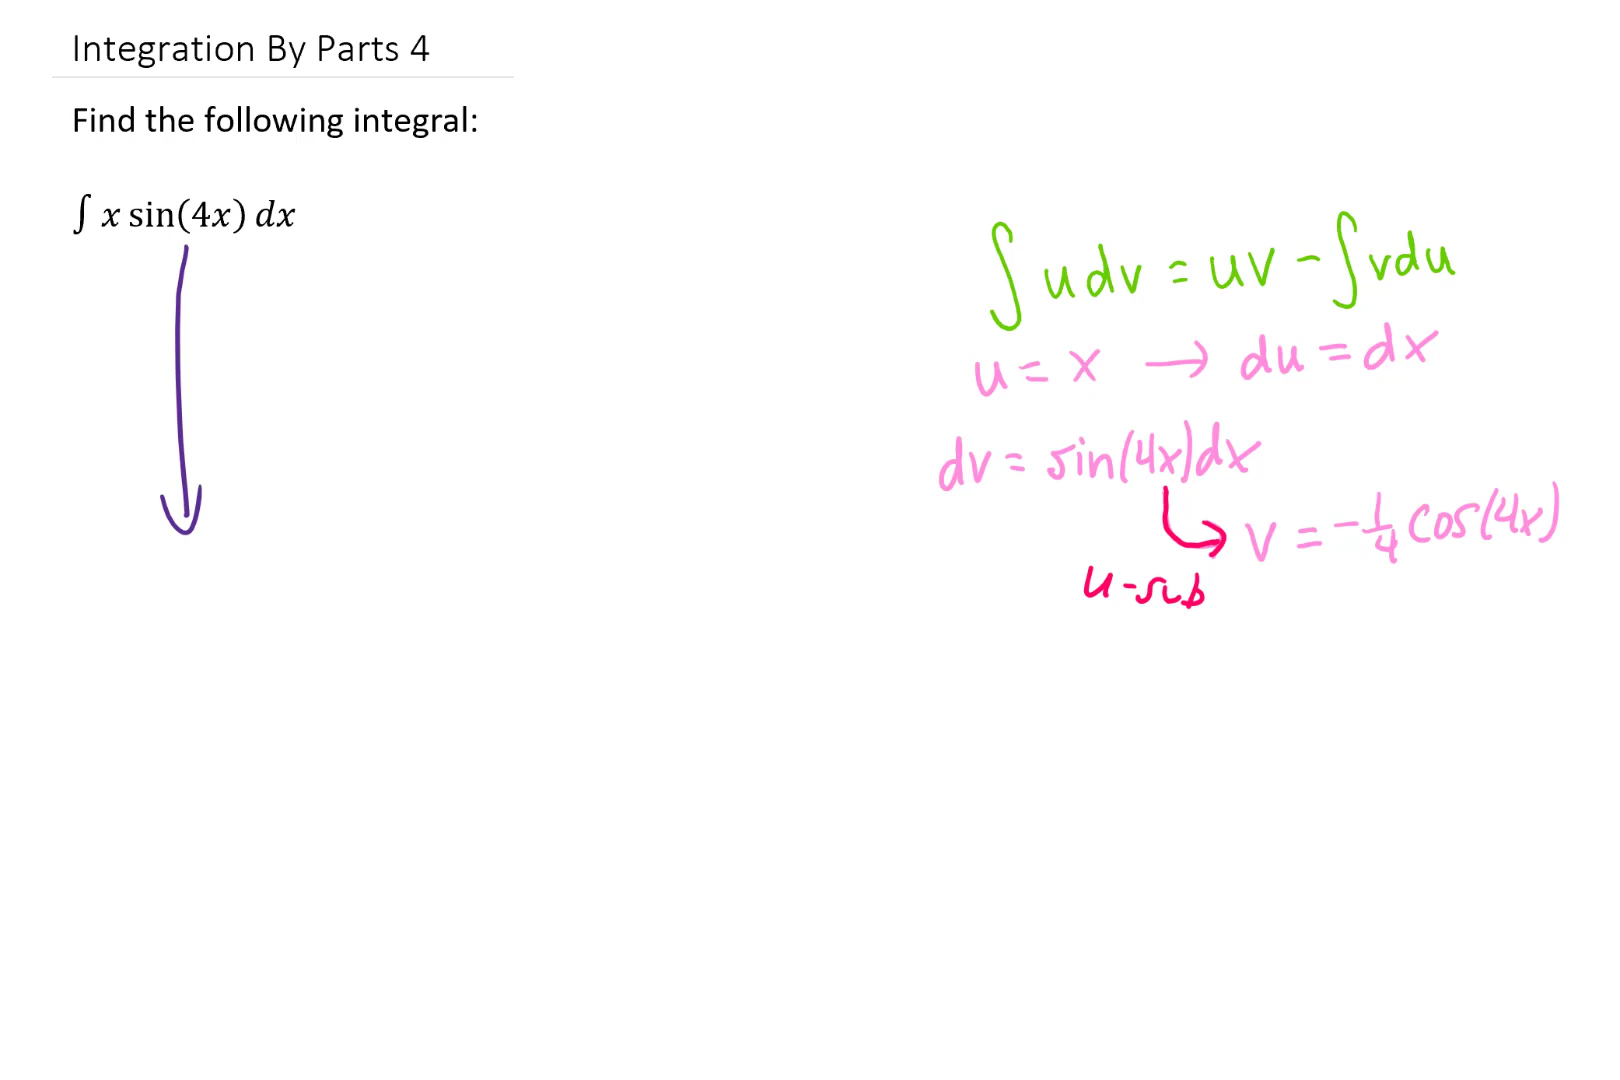 Integration By Parts 4
Find the following integral:
∫ x sin(4x) dx
∫ u dv = uv - ∫ v du
u = x → du = dx
dv = sin(4x) dx
v = -1/4 cos(4x)
u-sub